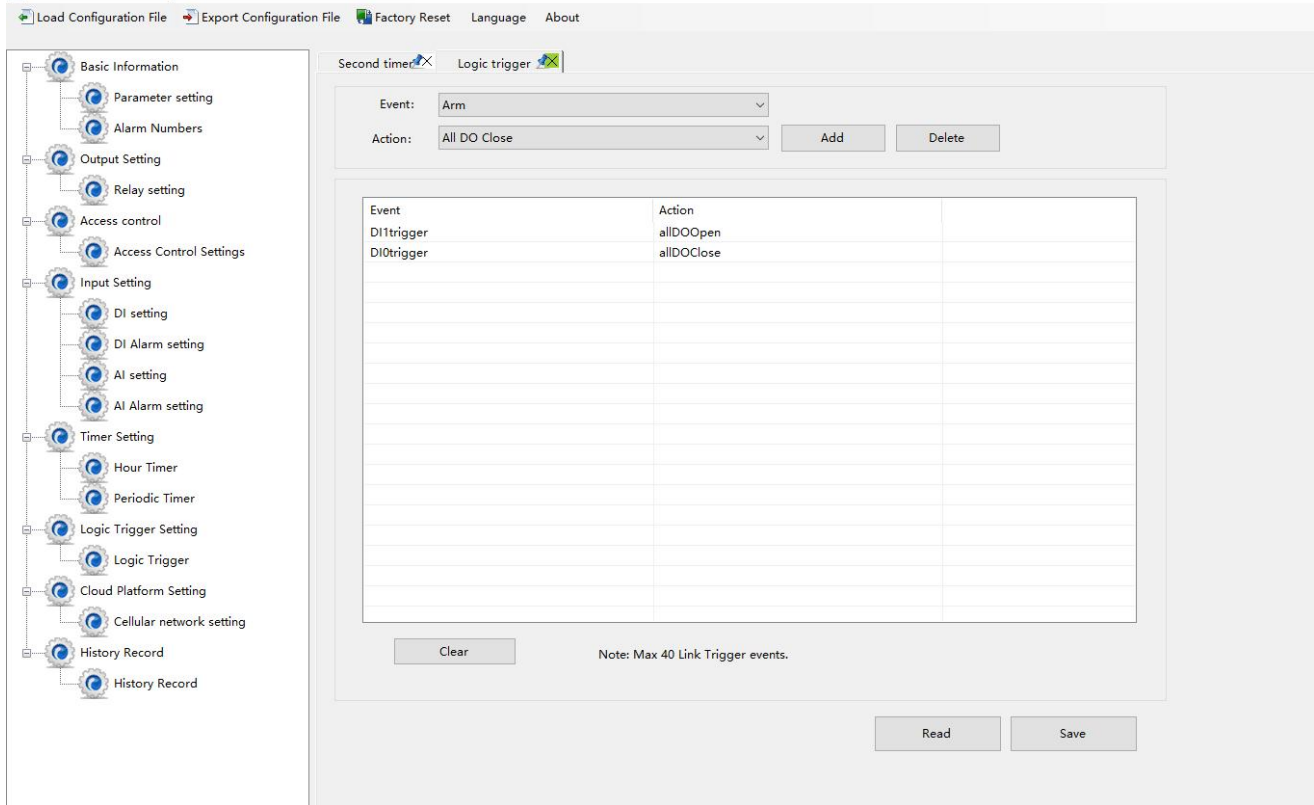 Load Configuration File Export Configuration File Factory Reset Language About
Basic Information
Parameter setting
Alarm Numbers
Output Setting
Relay setting
Access control
Access Control Settings
Input Setting
DI setting
DI Alarm setting
AI setting
AI Alarm setting
Timer Setting
Hour Timer
Periodic Timer
Logic Trigger Setting
Logic Trigger
Cloud Platform Setting
Cellular network setting
History Record
History Record
Second timer Logic trigger
Event: Arm
Action: All DO Close Add Delete
Event Action
DI1trigger allDOOpen
DI0trigger allDOClose
Clear Note: Max 40 Link Trigger events.
Read Save